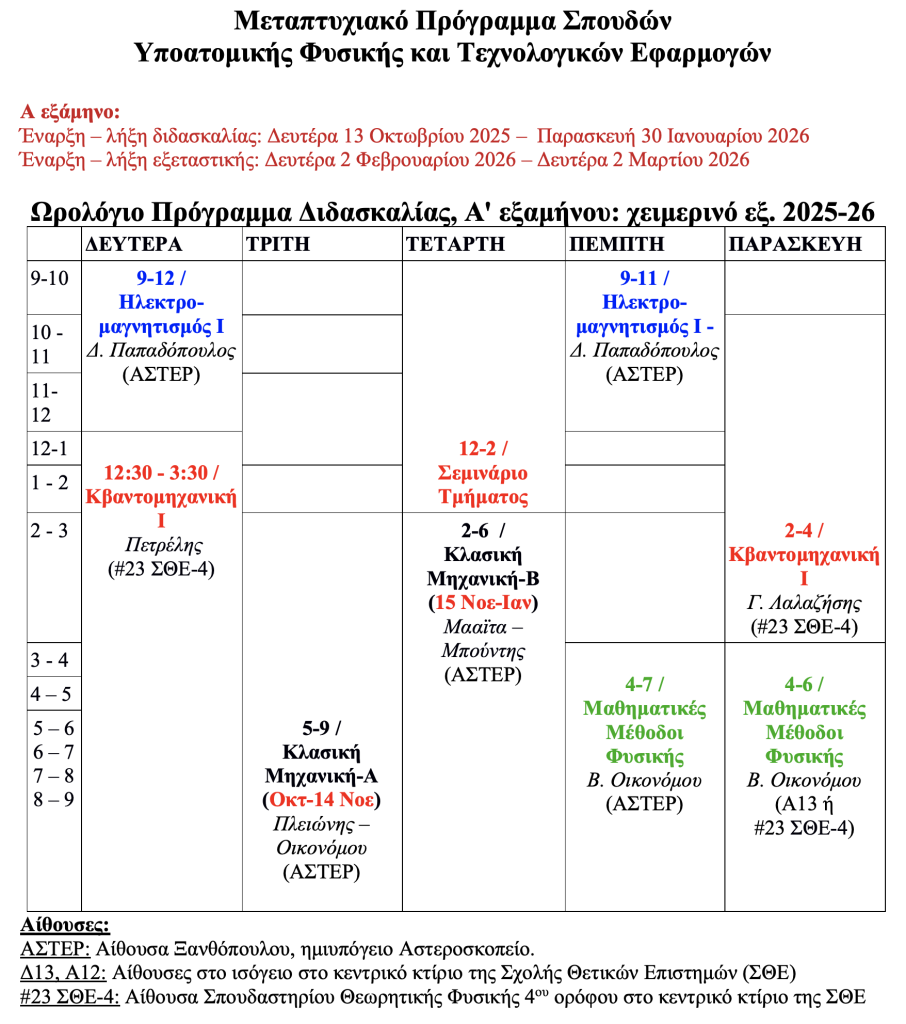 Μεταπτυχιακό Πρόγραμμα Σπουδών
Υποατομικής Φυσικής και Τεχνολογικών Εφαρμογών
Α εξάμηνο:
Έναρξη – λήξη διδασκαλίας: Δευτέρα 13 Οκτωβρίου 2025 – Παρασκευή 30 Ιανουαρίου 2026
Έναρξη – λήξη εξεταστικής: Δευτέρα 2 Φεβρουαρίου 2026 – Δευτέρα 2 Μαρτίου 2026
Ωρολόγιο Πρόγραμμα Διδασκαλίας, Α' εξαμήνου: χειμερινό εξ. 2025-26
ΔΕΥΤΕΡΑ ΤΡΙΤΗ ΤΕΤΑΡΤΗ ΠΕΜΠΤΗ ΠΑΡΑΣΚΕΥΗ
9-10
10 -
11
11-
12
12-1
1 - 2
2 - 3
3 - 4
4 – 5
5 – 6
6 – 7
7 – 8
8 – 9
9-12 /
Ηλεκτρο-
μαγνητισμός Ι
Δ. Παπαδόπουλος
(ΑΣΤΕΡ)
12:30 - 3:30 /
Κβαντομηχανική
Ι
Πετρέλης
(#23 ΣΘΕ-4)
5-9 /
Κλασική
Μηχανική-Α
(Οκτ-14 Νοε)
Πλειώνης –
Οικονόμου
(ΑΣΤΕΡ)
12-2 /
Σεμινάριο
Τμήματος
2-6 /
Κλασική
Μηχανική-Β
(15 Νοε-Ιαν)
Μααϊτα –
Μπούντης
(ΑΣΤΕΡ)
9-11 /
Ηλεκτρο-
μαγνητισμός Ι -
Δ. Παπαδόπουλος
(ΑΣΤΕΡ)
4-7 /
Μαθηματικές
Μέθοδοι
Φυσικής
Β. Οικονόμου
(ΑΣΤΕΡ)
2-4 /
Κβαντομηχανική
Ι
Γ. Λαλαζήσης
(#23 ΣΘΕ-4)
4-6 /
Μαθηματικές
Μέθοδοι
Φυσικής
Β. Οικονόμου
(Α13 ή
#23 ΣΘΕ-4)
Αίθουσες:
ΑΣΤΕΡ: Αίθουσα Ξανθόπουλου, ημιυπόγειο Αστεροσκοπείο.
Δ13, Α12: Αίθουσες στο ισόγειο στο κεντρικό κτίριο της Σχολής Θετικών Επιστημών (ΣΘΕ)
#23 ΣΘΕ-4: Αίθουσα Σπουδαστηρίου Θεωρητικής Φυσικής 4ου ορόφου στο κεντρικό κτίριο της ΣΘΕ